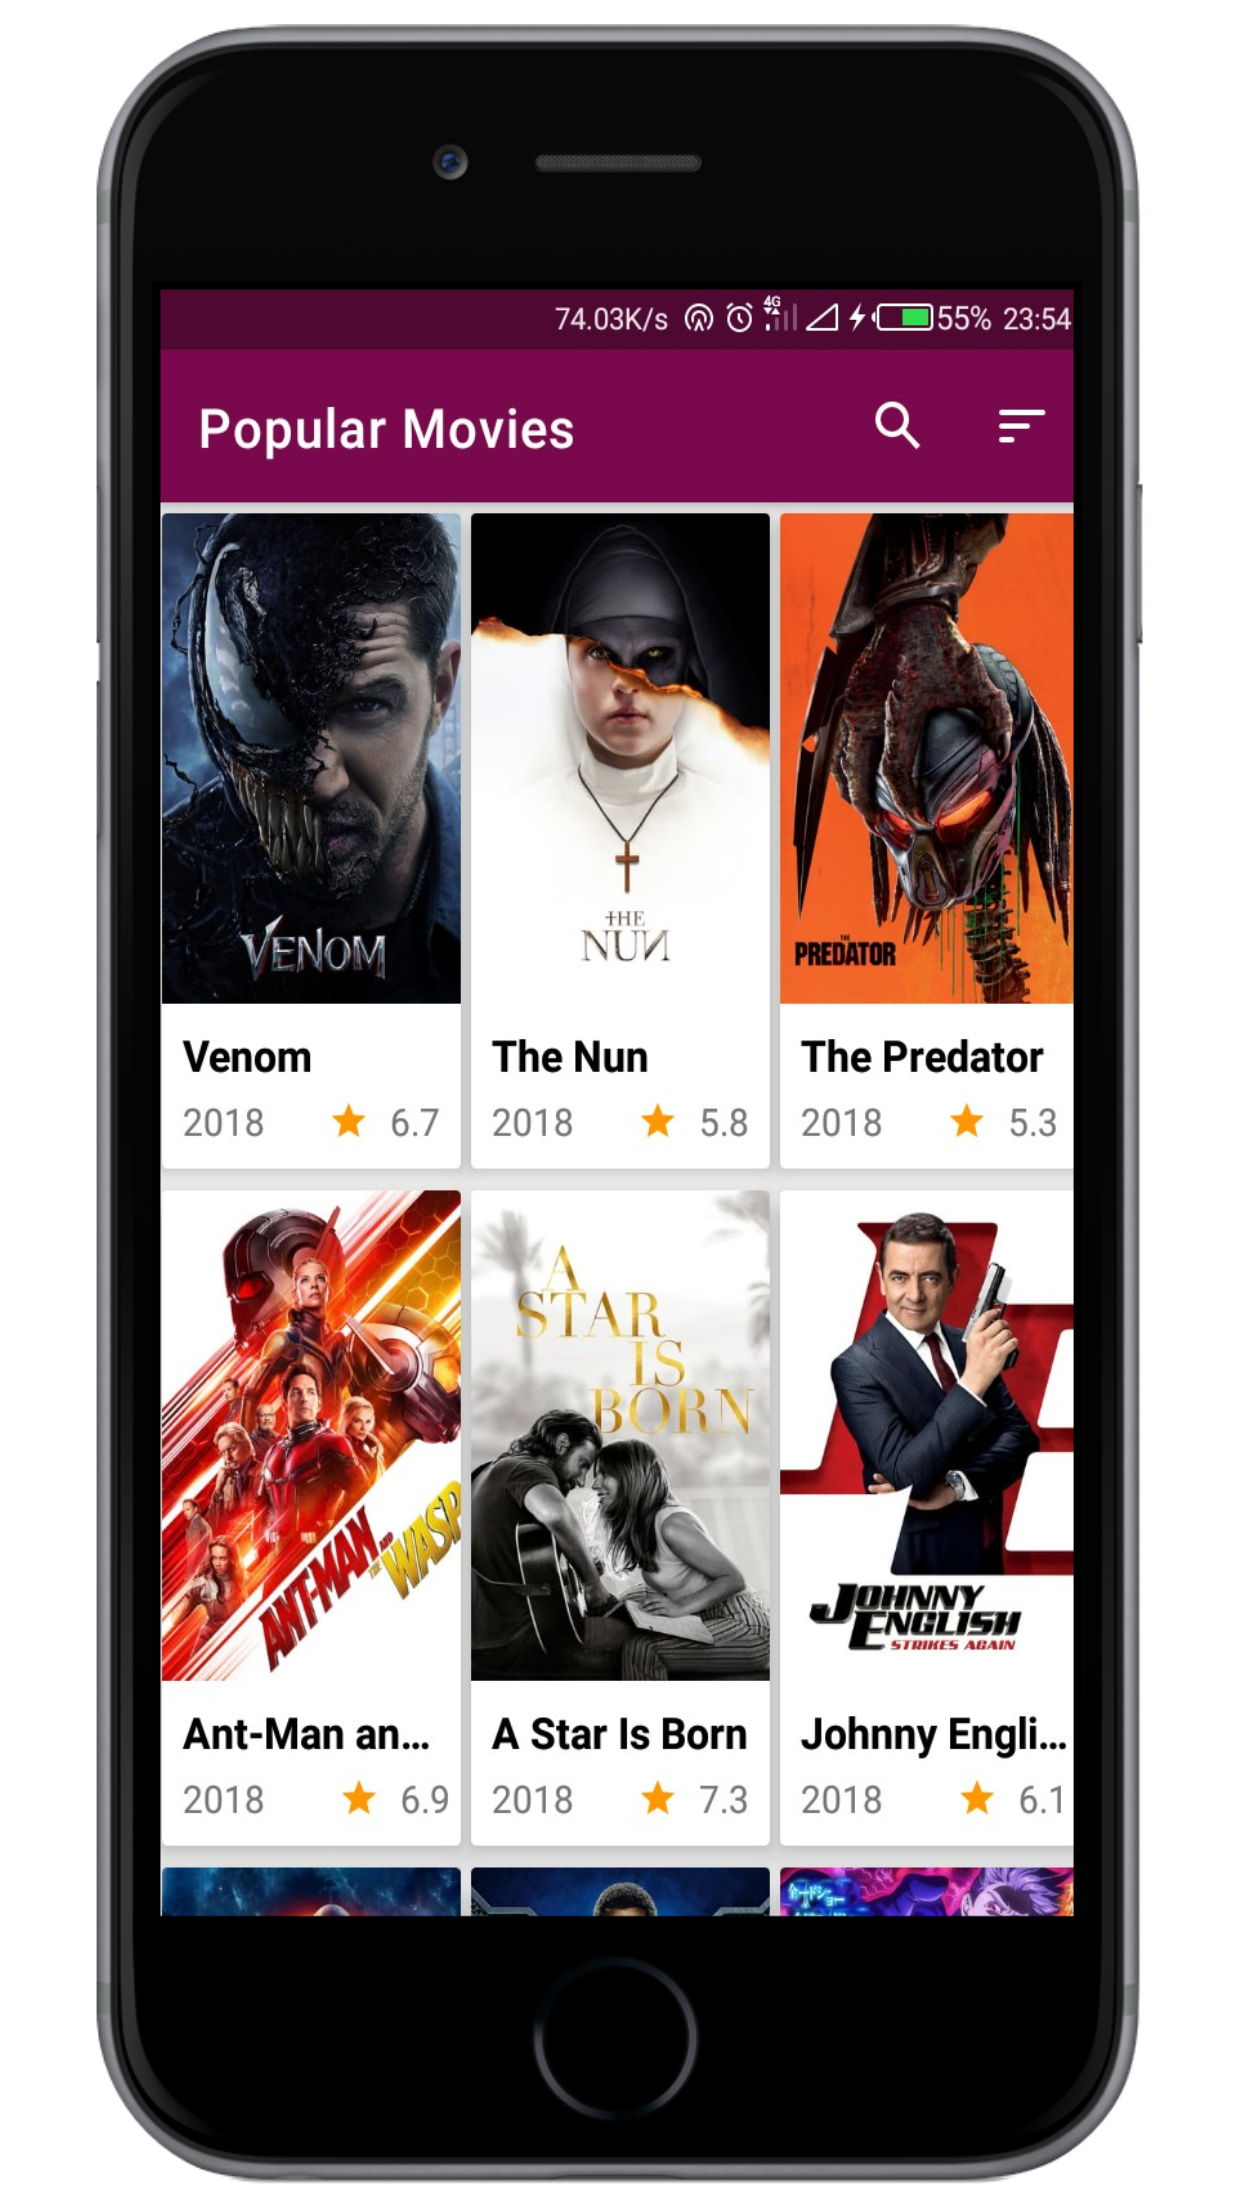 74.03K/s 4G 55% 23:54
Popular Movies
VENOM
THE
NUN
THE
PREDATOR
Venom
2018 6.7
The Nun
2018 5.8
The Predator
2018 5.3
ANT-MAN AND THE WASP
A
STAR
IS
BORN
JOHNNY
ENGLISH
STRIKES AGAIN
Ant-Man an...
2018 6.9
A Star Is Born
2018 7.3
Johnny Engli...
2018 6.1